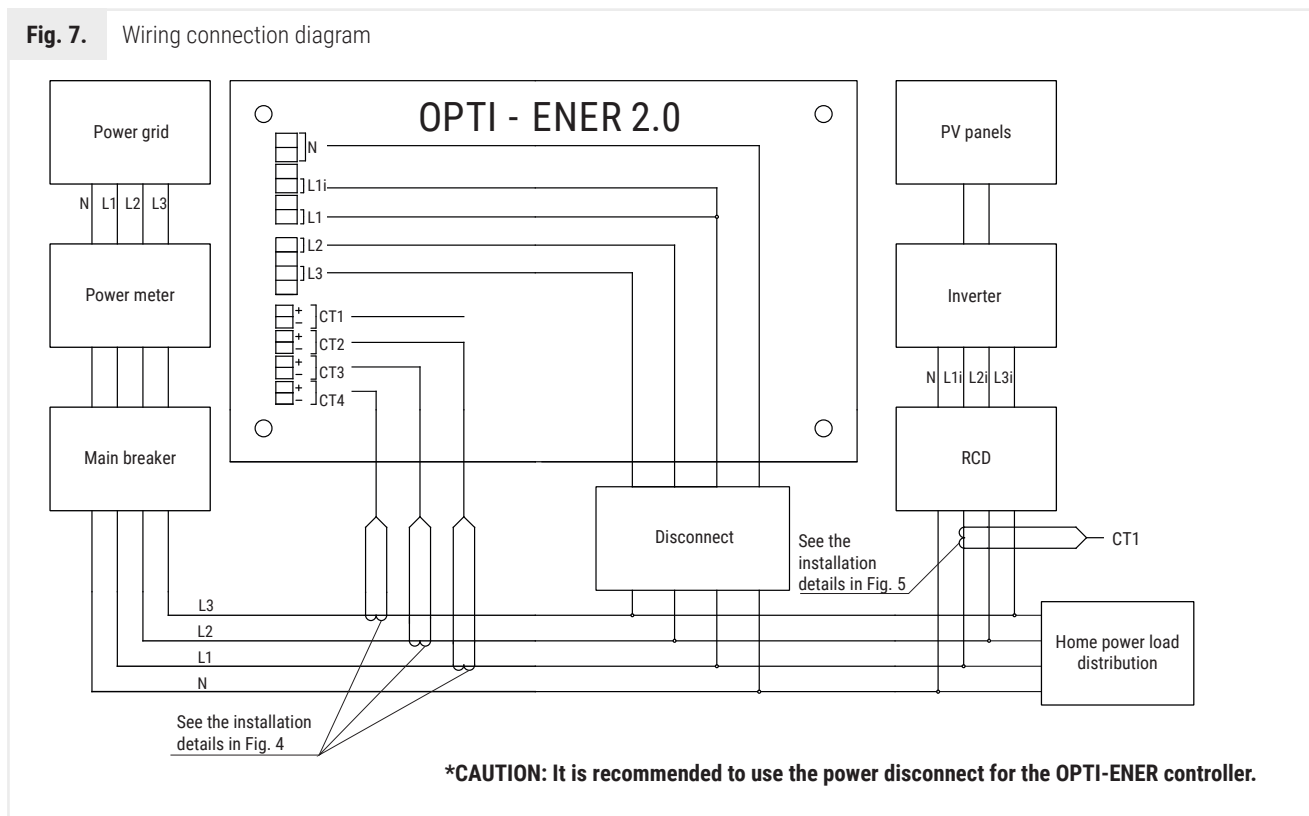 Fig. 7.
Wiring connection diagram
OPTI - ENER 2.0
Power grid
N L1 L2 L3
Power meter
Main breaker
N
L1i
L1
L2
L3
+
-
CT1
+
-
CT2
+
-
CT3
+
-
CT4
PV panels
Inverter
N L1i L2i L3i
RCD
Disconnect
See the
installation
details in Fig. 5
CT1
L3
L2
L1
N
Home power load
distribution
See the installation
details in Fig. 4
*CAUTION: It is recommended to use the power disconnect for the OPTI-ENER controller.